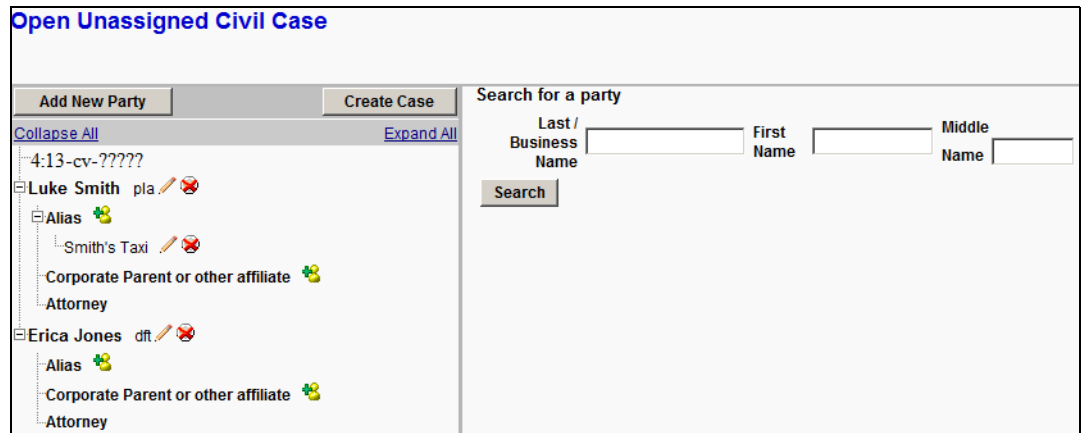 Open Unassigned Civil Case
Add New Party
Create Case
Collapse All
Expand All
4:13-cv-?????
Luke Smith pla
Alias
Smith's Taxi
Corporate Parent or other affiliate
Attorney
Erica Jones dft
Alias
Corporate Parent or other affiliate
Attorney
Search for a party
Last /
Business
Name
First
Name
Middle
Name
Search